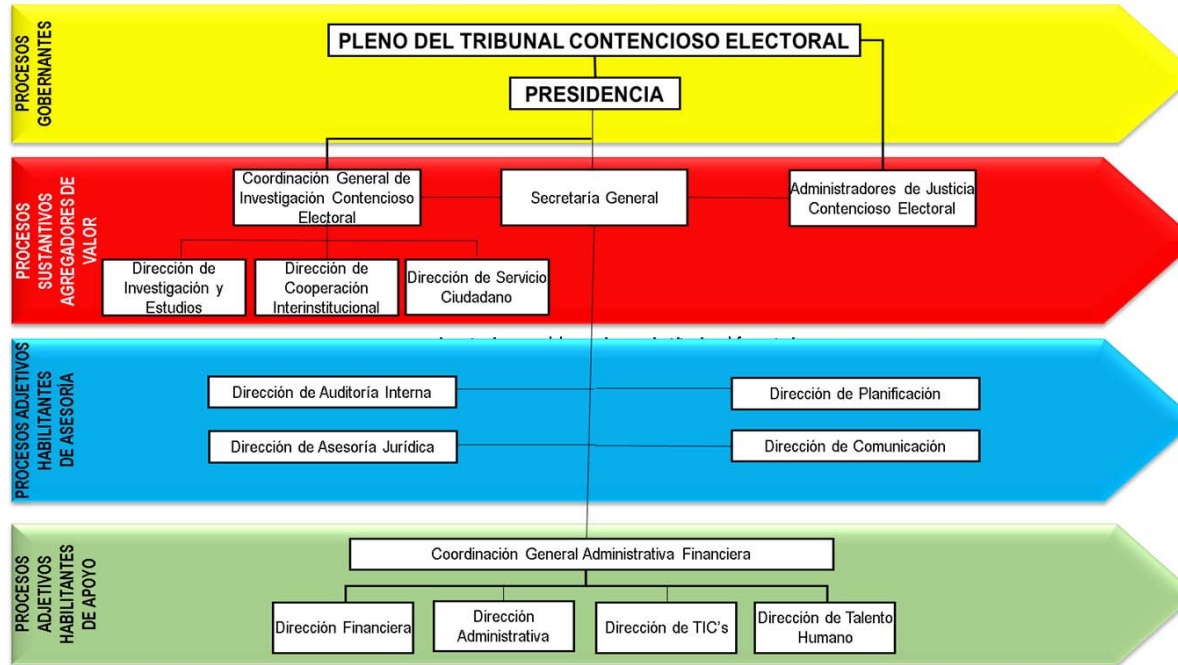 PROCESOS
GOBERNANTES
PLENO DEL TRIBUNAL CONTENCIOSO ELECTORAL
PRESIDENCIA
PROCESOS
SUSTANTIVOS
AGREGADORES DE
VALOR
Coordinación General de
Investigación Contencioso
Electoral
Secretaría General
Administradores de Justicia
Contencioso Electoral
Dirección de
Investigación y
Estudios
Dirección de
Cooperación
Interinstitucional
Dirección de Servicio
Ciudadano
PROCESOS ADJETIVOS
HABILITANTES
DE ASESORÍA
Dirección de Auditoría Interna
Dirección de Planificación
Dirección de Asesoría Jurídica
Dirección de Comunicación
PROCESOS
ADJETIVOS
HABILITANTES
DE APOYO
Coordinación General Administrativa Financiera
Dirección Financiera
Dirección
Administrativa
Dirección de TIC's
Dirección de Talento
Humano